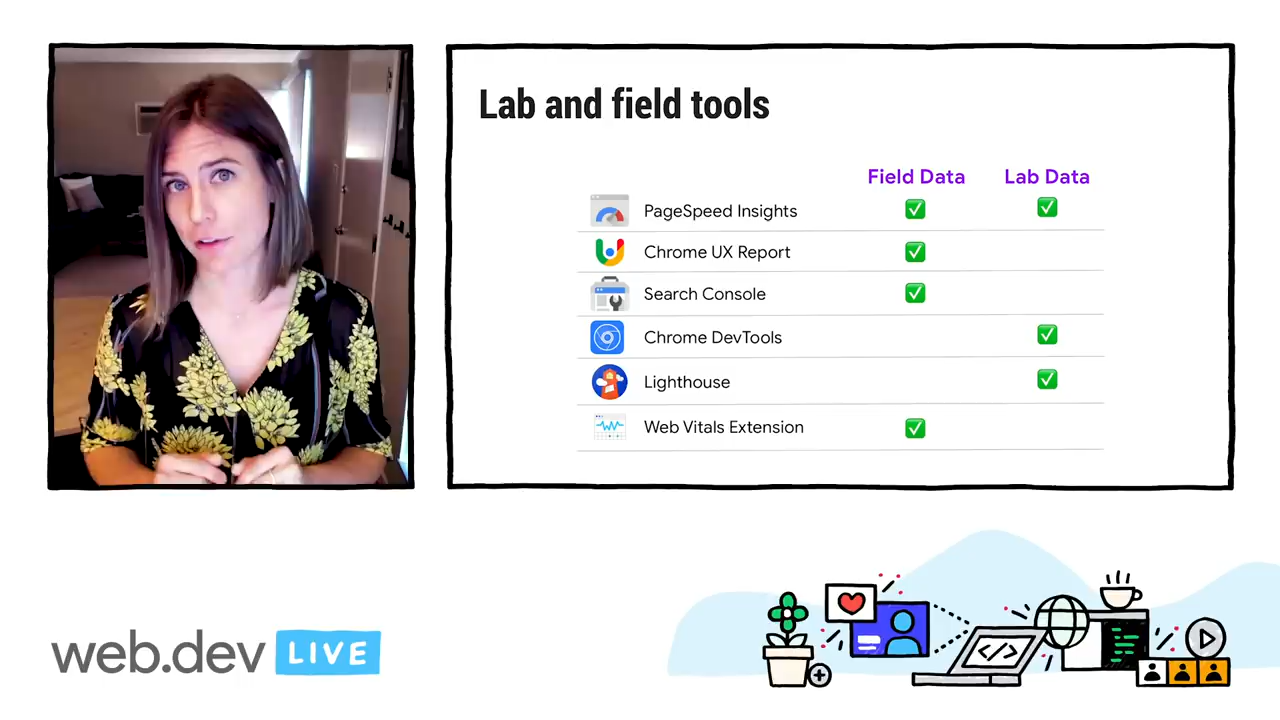 Lab and field tools
Field Data Lab Data
PageSpeed Insights ✅ ✅
Chrome UX Report ✅
Search Console ✅
Chrome DevTools ✅
Lighthouse ✅
Web Vitals Extension ✅
</>
web.dev LIVE